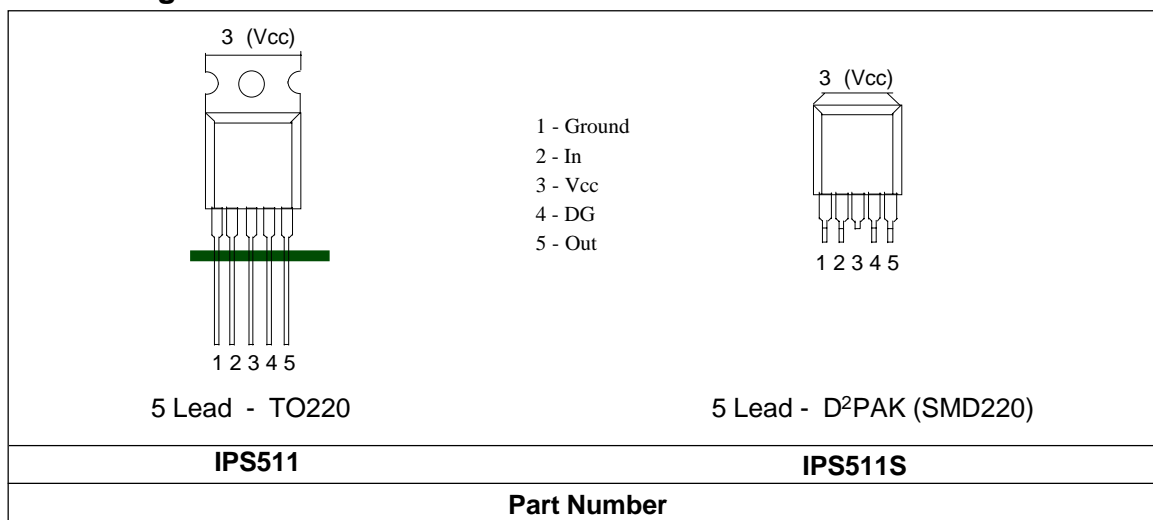 3 (Vcc)
1 2 3 4 5
5 Lead - TO220
1 - Ground
2 - In
3 - Vcc
4 - DG
5 - Out
3 (Vcc)
1 2 3 4 5
5 Lead - D²PAK (SMD220)
IPS511
IPS511S
Part Number